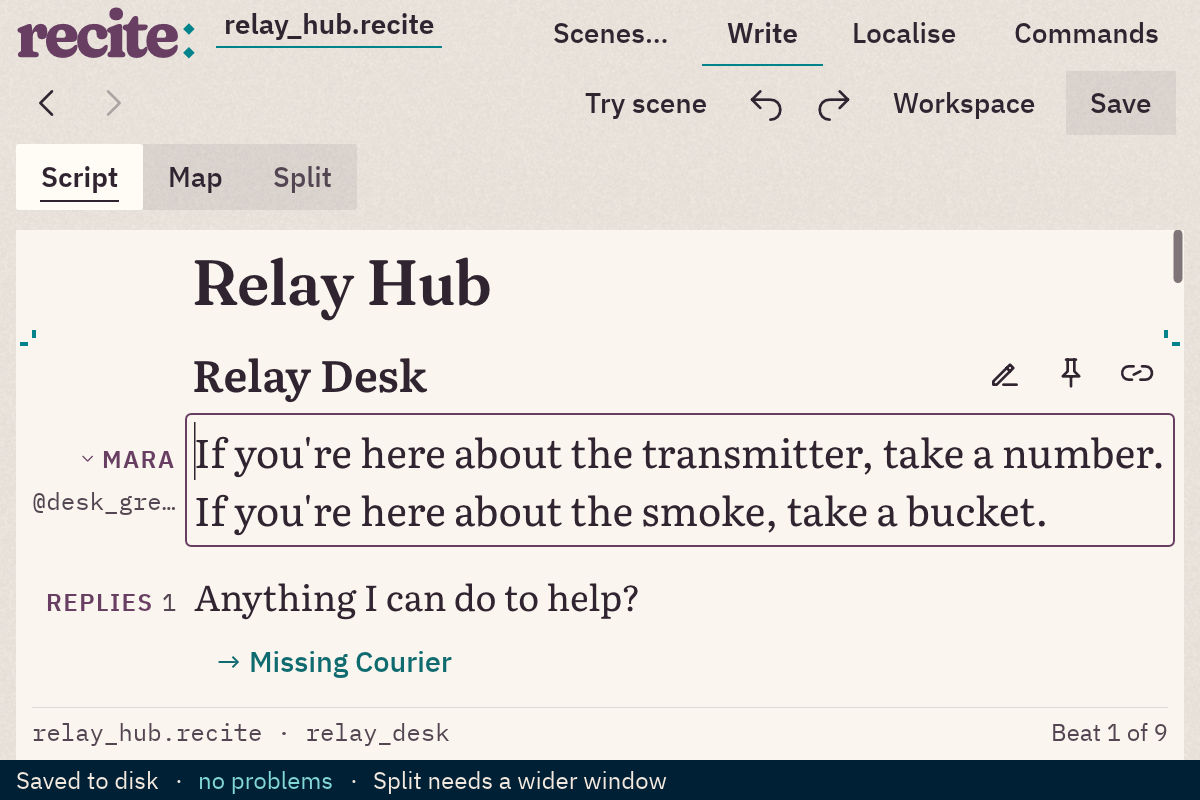 recite:
relay_hub.recite
Scenes...
Write
Localise
Commands
Try scene
Workspace
Save
Script
Map
Split
Relay Hub
Relay Desk
MARA
@desk_gre…
If you're here about the transmitter, take a number.
If you're here about the smoke, take a bucket.
REPLIES 1
Anything I can do to help?
→ Missing Courier
relay_hub.recite · relay_desk
Beat 1 of 9
Saved to disk · no problems · Split needs a wider window